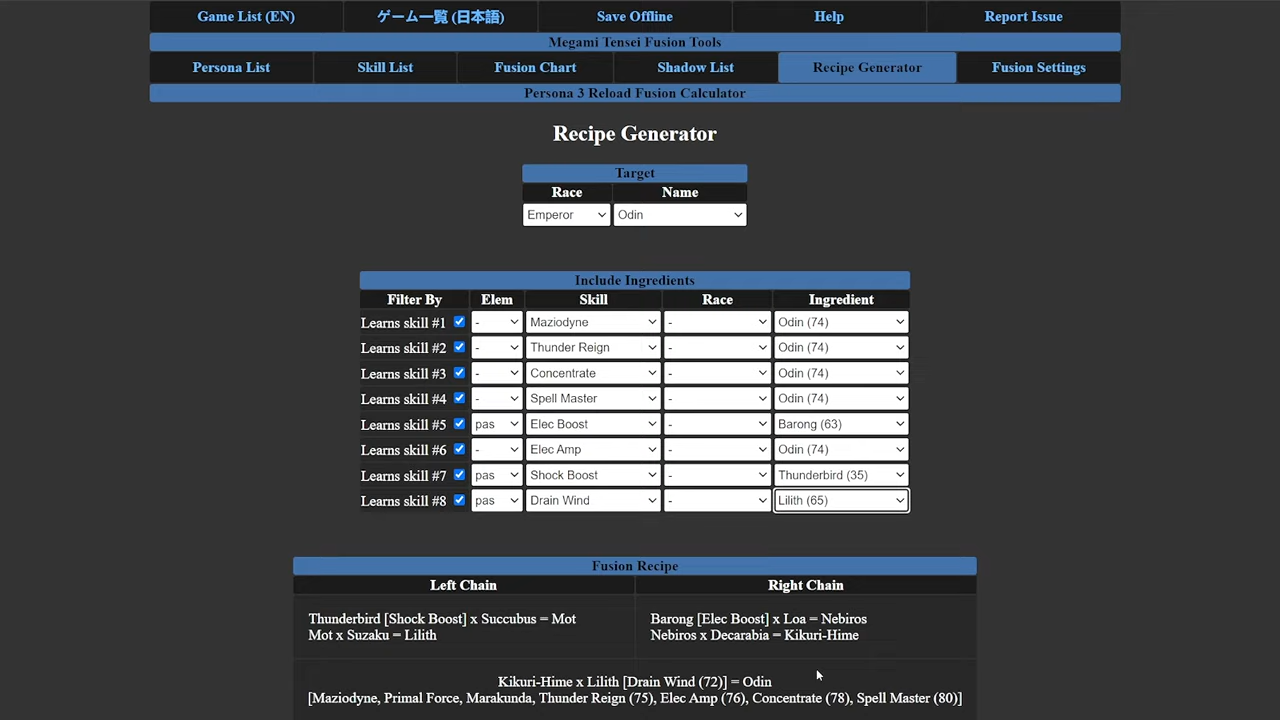 Game List (EN) ゲーム一覧 (日本語) Save Offline Help Report Issue
Megami Tensei Fusion Tools
Persona List Skill List Fusion Chart Shadow List Recipe Generator Fusion Settings
Persona 3 Reload Fusion Calculator
Recipe Generator
Target
Race Name
Emperor Odin
Include Ingredients
Filter By Elem Skill Race Ingredient
Learns skill #1 - Maziodyne - Odin (74)
Learns skill #2 - Thunder Reign - Odin (74)
Learns skill #3 - Concentrate - Odin (74)
Learns skill #4 - Spell Master - Odin (74)
Learns skill #5 pas Elec Boost - Barong (63)
Learns skill #6 - Elec Amp - Odin (74)
Learns skill #7 pas Shock Boost - Thunderbird (35)
Learns skill #8 pas Drain Wind - Lilith (65)
Fusion Recipe
Left Chain Right Chain
Thunderbird [Shock Boost] x Succubus = Mot
Mot x Suzaku = Lilith
Barong [Elec Boost] x Loa = Nebiros
Nebiros x Decarabia = Kikuri-Hime
Kikuri-Hime x Lilith [Drain Wind (72)] = Odin
[Maziodyne, Primal Force, Marakunda, Thunder Reign (75), Elec Amp (76), Concentrate (78), Spell Master (80)]